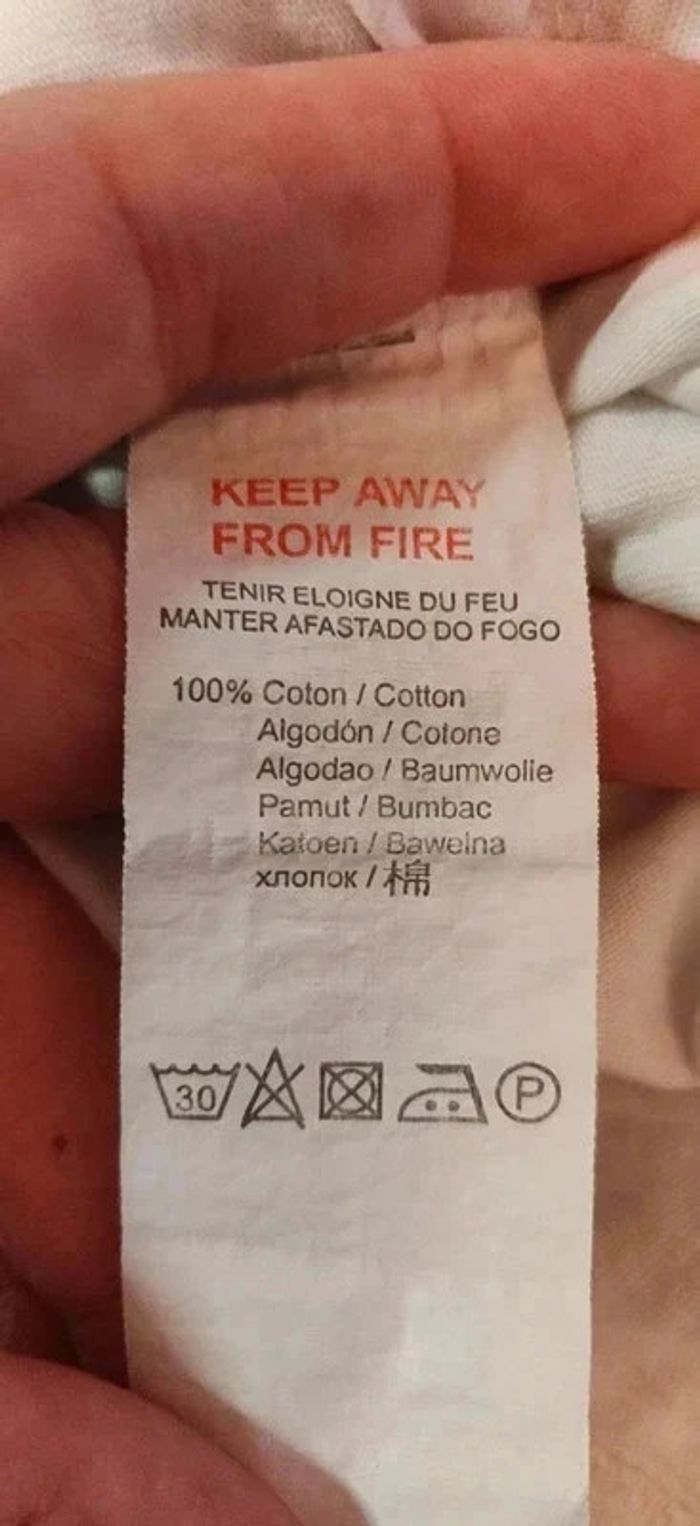 KEEP AWAY
FROM FIRE
TENIR ELOIGNE DU FEU
MANTER AFASTADO DO FOGO
100% Coton / Cotton
Algodón / Cotone
Algodao / Baumwolle
Pamut / Bumbac
Katoen / Bawelna
хлопок / 棉
30
P